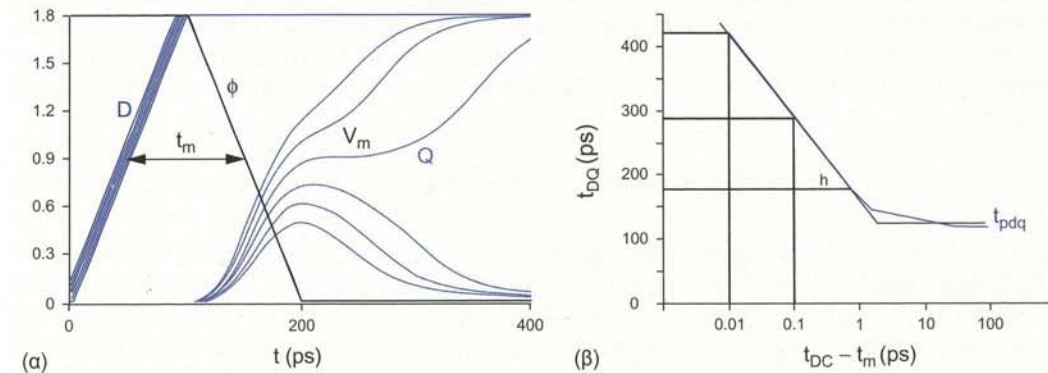 1.8
1.5
1.2
0.9
0.6
0.3
0
0
200
400
D
t_m
ϕ
V_m
Q
t (ps)
(α)
t_DQ (ps)
400
300
200
100
0
h
t_pdq
0.01
0.1
1
10
100
t_DC – t_m (ps)
(β)